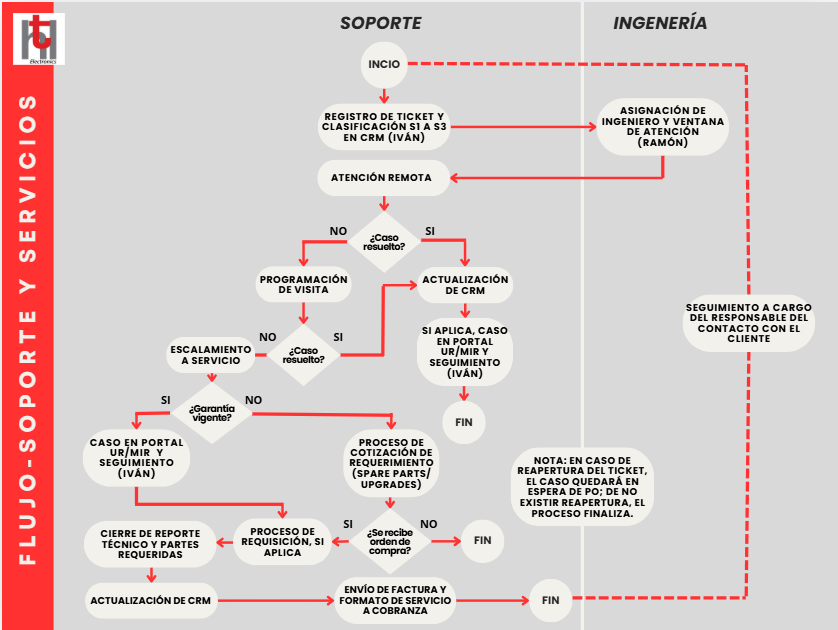 hti
Electronics
FLUJO-SOPORTE Y SERVICIOS
SOPORTE
INGENERÍA
INCIO
REGISTRO DE TICKET Y
CLASIFICACIÓN S1 A S3
EN CRM (IVÁN)
ASIGNACIÓN DE
INGENIERO Y VENTANA
DE ATENCIÓN
(RAMÓN)
ATENCIÓN REMOTA
¿Caso
resuelto?
NO
SI
PROGRAMACIÓN
DE VISITA
ACTUALIZACIÓN
DE CRM
SEGUIMIENTO A CARGO
DEL RESPONSABLE DEL
CONTACTO CON EL
CLIENTE
¿Caso
resuelto?
NO
SI
ESCALAMIENTO
A SERVICIO
SI APLICA, CASO
EN PORTAL
UR/MIR Y
SEGUIMIENTO
(IVÁN)
FIN
¿Garantía
vigente?
SI
NO
CASO EN PORTAL
UR/MIR Y
SEGUIMIENTO
(IVÁN)
PROCESO DE
COTIZACIÓN DE
REQUERIMIENTO
(SPARE PARTS/
UPGRADES)
NOTA: EN CASO DE
REAPERTURA DEL TICKET,
EL CASO QUEDARÁ EN
ESPERA DE PO; DE NO
EXISTIR REAPERTURA, EL
PROCESO FINALIZA.
¿Se recibe
orden de
compra?
SI
NO
FIN
PROCESO DE
REQUISICIÓN, SI
APLICA
CIERRE DE REPORTE
TÉCNICO Y PARTES
REQUERIDAS
ACTUALIZACIÓN DE CRM
ENVÍO DE FACTURA Y
FORMATO DE SERVICIO
A COBRANZA
FIN